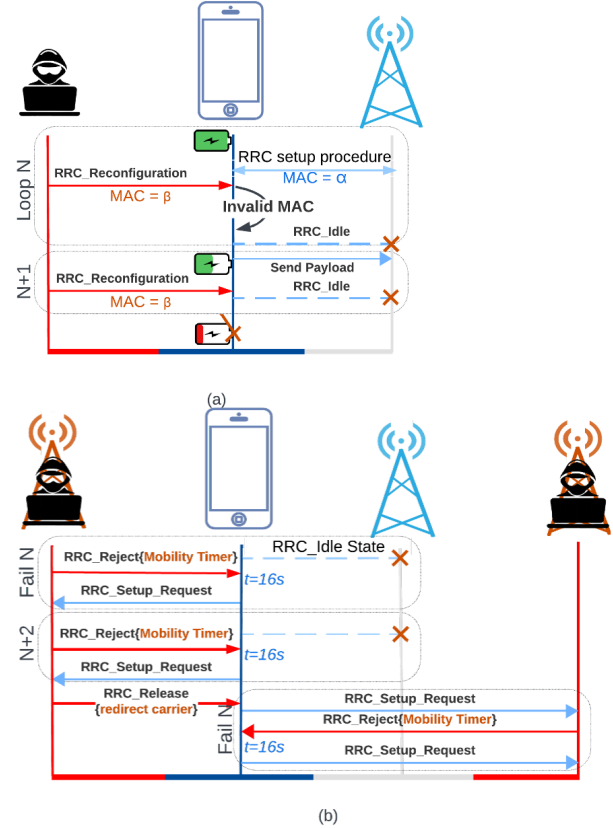 Loop N
RRC_Reconfiguration
MAC = β
RRC setup procedure
MAC = α
Invalid MAC
RRC_Idle
N+1
Send Payload
RRC_Reconfiguration
MAC = β
RRC_Idle
(a)
Fail N
RRC_Reject{Mobility Timer}
RRC_Idle State
t=16s
RRC_Setup_Request
N+2
RRC_Reject{Mobility Timer}
t=16s
RRC_Setup_Request
RRC_Release
{redirect carrier}
Fail N
RRC_Setup_Request
RRC_Reject{Mobility Timer}
t=16s
RRC_Setup_Request
(b)